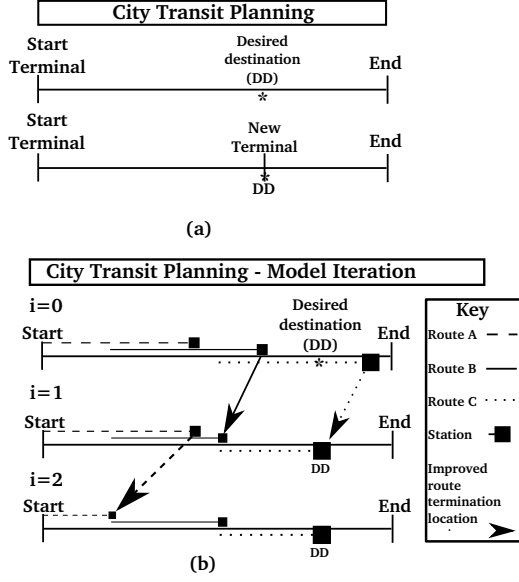 City Transit Planning
Start
Terminal
Desired
destination
(DD)
*
End
Start
Terminal
New
Terminal
End
*
DD
(a)
City Transit Planning - Model Iteration
i=0
Start
Desired
destination
(DD)
*
End
i=1
Start
End
DD
i=2
Start
End
DD
(b)
Key
Route A
Route B
Route C
Station
Improved
route
termination
location